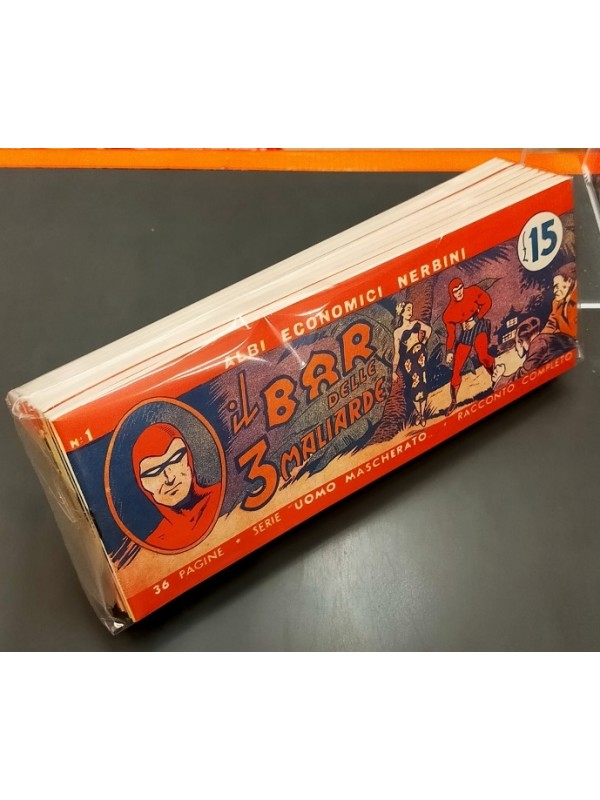 ALBI ECONOMICI NERBINI
£ 15
N: 1
il BAR
DELLE
3 MALIARDE
36 PAGINE • SERIE "UOMO MASCHERATO" • RACCONTO COMPLETO